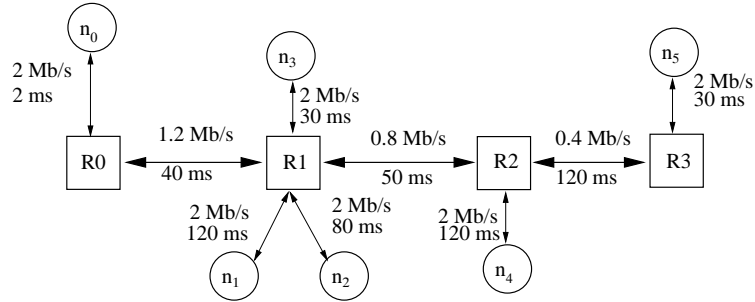 n0
n3
n5
2 Mb/s
2 ms
2 Mb/s
30 ms
2 Mb/s
30 ms
1.2 Mb/s
0.8 Mb/s
0.4 Mb/s
R0
R1
R2
R3
40 ms
50 ms
120 ms
2 Mb/s
120 ms
2 Mb/s
80 ms
2 Mb/s
120 ms
n1
n2
n4